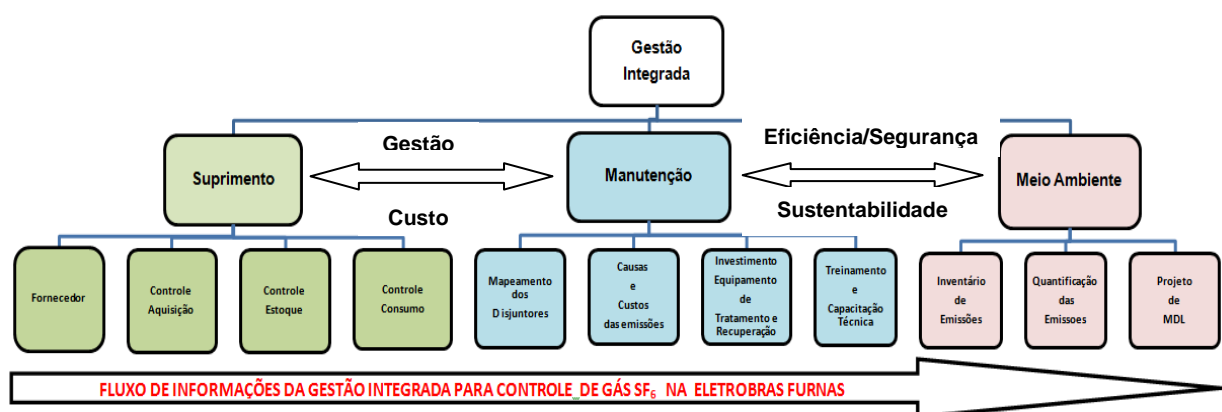 Gestão
Integrada
Suprimento
Gestão
Custo
Manutenção
Eficiência/Segurança
Sustentabilidade
Meio Ambiente
Fornecedor
Controle
Aquisição
Controle
Estoque
Controle
Consumo
Mapeamento
dos
Disjuntores
Causas
e
Custos
das emissões
Investimento
Equipamento
de
Tratamento e
Recuperação
Treinamento
e
Capacitação
Técnica
Inventário
de
Emissões
Quantificação
das
Emissoes
Projeto
de
MDL
FLUXO DE INFORMAÇÕES DA GESTÃO INTEGRADA PARA CONTROLE_DE GÁS SF₆ NA ELETROBRAS FURNAS